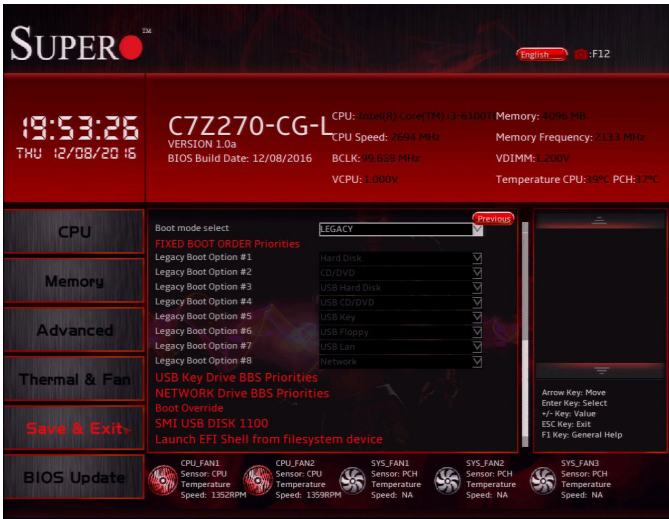 SUPER
TM
English
:F12
19:53:26
THU 12/08/2016
C7Z270-CG-L
VERSION 1.0a
BIOS Build Date: 12/08/2016
CPU: Intel(R) Core(TM) i3-6100T
CPU Speed: 2694 MHz
BCLK:
VCPU: 1.000V
Memory: 4096 MB
Memory Frequency: 2133 MHz
VDIMM: 1.200V
Temperature CPU:39°C PCH:37°C
CPU
Memory
Advanced
Thermal & Fan
Save & Exit
BIOS Update
Previous
Boot mode select LEGACY
FIXED BOOT ORDER Priorities
Legacy Boot Option #1 Hard Disk
Legacy Boot Option #2 CD/DVD
Legacy Boot Option #3 USB Hard Disk
Legacy Boot Option #4 USB CD/DVD
Legacy Boot Option #5 USB Key
Legacy Boot Option #6 USB Floppy
Legacy Boot Option #7 USB Lan
Legacy Boot Option #8 Network
USB Key Drive BBS Priorities
NETWORK Drive BBS Priorities
Boot Override
SMI USB DISK 1100
Launch EFI Shell from filesystem device
Arrow Key: Move
Enter Key: Select
+/- Key: Value
ESC Key: Exit
F1 Key: General Help
CPU_FAN1
Sensor: CPU
Temperature
Speed: 1352RPM
CPU_FAN2
Sensor: CPU
Temperature
Speed: 1359RPM
SYS_FAN1
Sensor: PCH
Temperature
Speed: NA
SYS_FAN2
Sensor: PCH
Temperature
Speed: NA
SYS_FAN3
Sensor: PCH
Temperature
Speed: NA